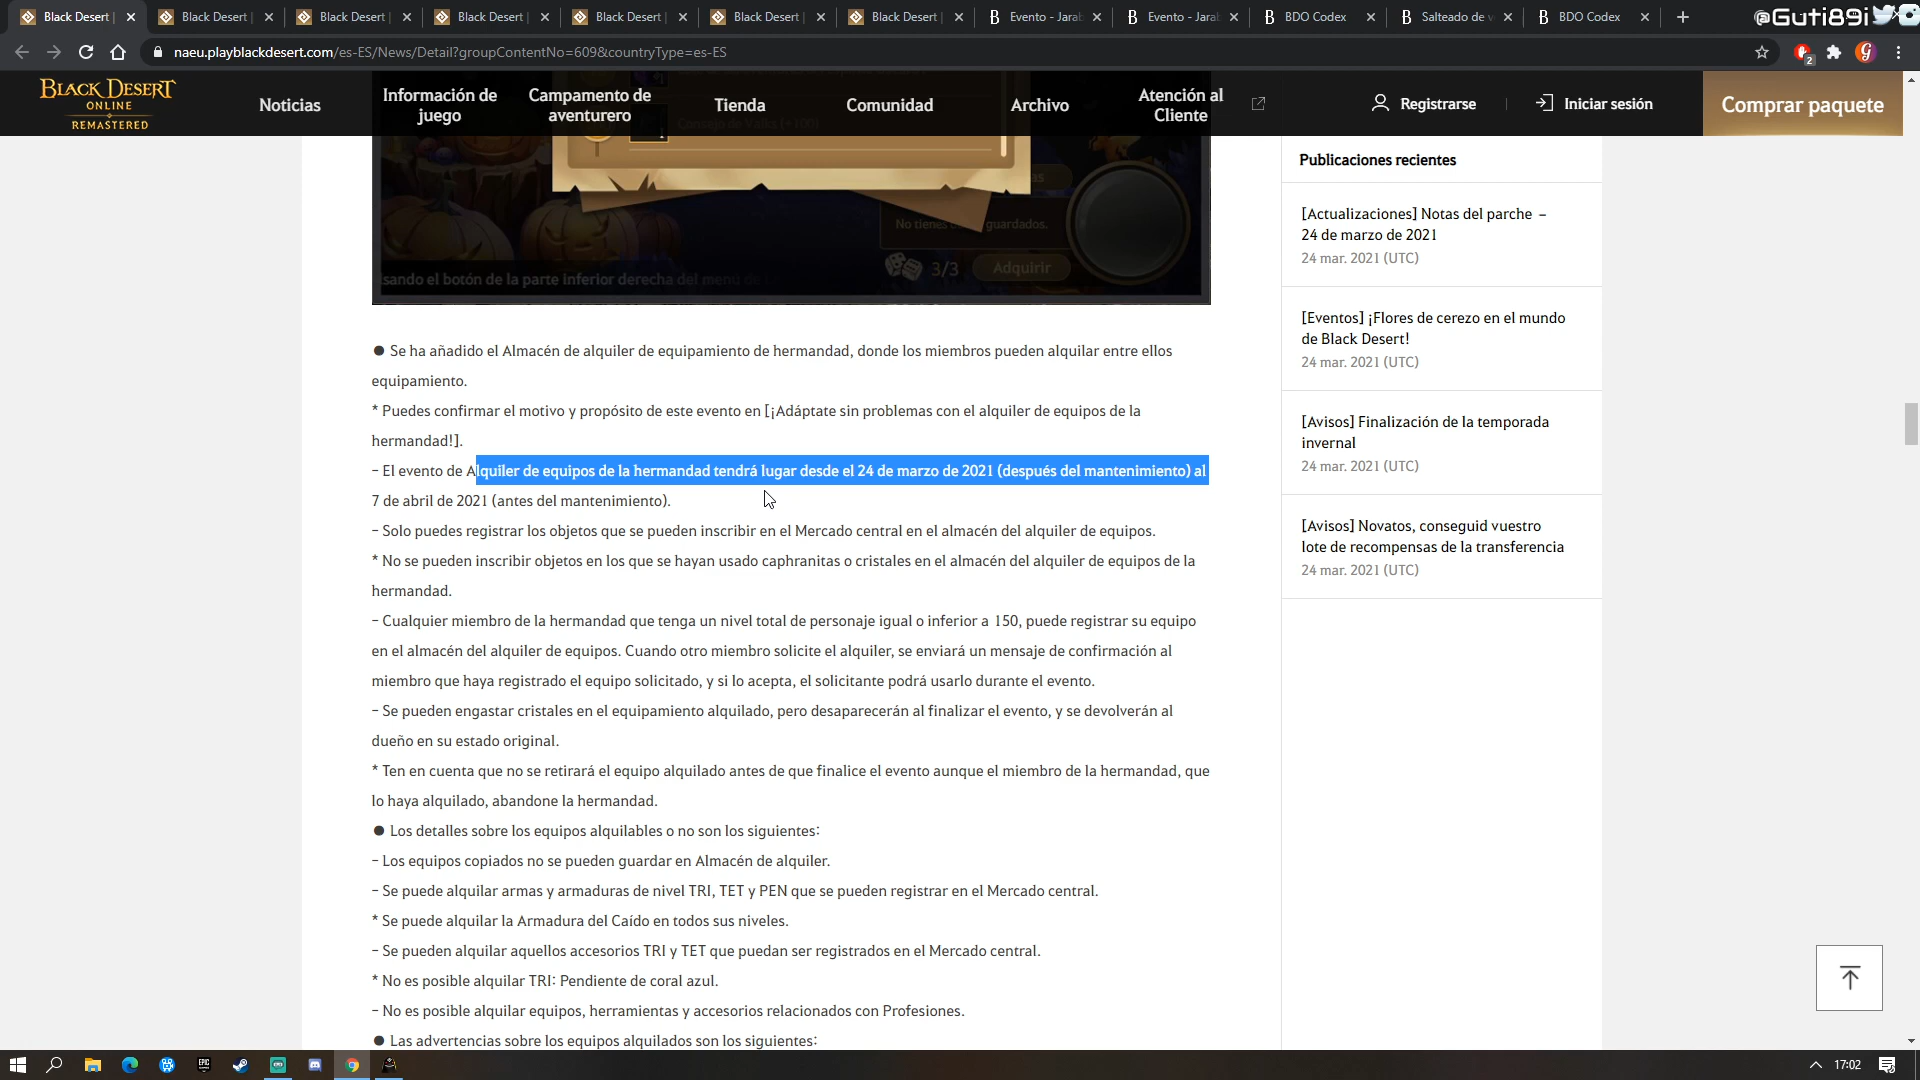 Black Desert |
Black Desert |
Black Desert |
Black Desert |
Black Desert |
Black Desert |
Black Desert |
Evento - Jara
Evento - Jara
BDO Codex
Salteado de v
BDO Codex
@Guti89i
naeu.playblackdesert.com/es-ES/News/Detail?groupContentNo=609&countryType=es-ES
2
BLACK DESERT
ONLINE
REMASTERED
Noticias
Información de
juego
Campamento de
aventurero
Tienda
Comunidad
Archivo
Atención al
Cliente
Registrarse
Iniciar sesión
Comprar paquete
Consejo de Valks (+100)
No tienes guardados.
3/3
Adquirir
sando el botón de la parte inferior derecha del menú de
● Se ha añadido el Almacén de alquiler de equipamiento de hermandad, donde los miembros pueden alquilar entre ellos
equipamiento.
* Puedes confirmar el motivo y propósito de este evento en [¡Adáptate sin problemas con el alquiler de equipos de la
hermandad!].
- El evento de Alquiler de equipos de la hermandad tendrá lugar desde el 24 de marzo de 2021 (después del mantenimiento) al
7 de abril de 2021 (antes del mantenimiento).
- Solo puedes registrar los objetos que se pueden inscribir en el Mercado central en el almacén del alquiler de equipos.
* No se pueden inscribir objetos en los que se hayan usado caphranitas o cristales en el almacén del alquiler de equipos de la
hermandad.
- Cualquier miembro de la hermandad que tenga un nivel total de personaje igual o inferior a 150, puede registrar su equipo
en el almacén del alquiler de equipos. Cuando otro miembro solicite el alquiler, se enviará un mensaje de confirmación al
miembro que haya registrado el equipo solicitado, y si lo acepta, el solicitante podrá usarlo durante el evento.
- Se pueden engastar cristales en el equipamiento alquilado, pero desaparecerán al finalizar el evento, y se devolverán al
dueño en su estado original.
* Ten en cuenta que no se retirará el equipo alquilado antes de que finalice el evento aunque el miembro de la hermandad, que
lo haya alquilado, abandone la hermandad.
● Los detalles sobre los equipos alquilables o no son los siguientes:
- Los equipos copiados no se pueden guardar en Almacén de alquiler.
- Se puede alquilar armas y armaduras de nivel TRI, TET y PEN que se pueden registrar en el Mercado central.
* Se puede alquilar la Armadura del Caído en todos sus niveles.
- Se pueden alquilar aquellos accesorios TRI y TET que puedan ser registrados en el Mercado central.
* No es posible alquilar TRI: Pendiente de coral azul.
- No es posible alquilar equipos, herramientas y accesorios relacionados con Profesiones.
● Las advertencias sobre los equipos alquilados son los siguientes:
Publicaciones recientes
[Actualizaciones] Notas del parche –
24 de marzo de 2021
24 mar. 2021 (UTC)
[Eventos] ¡Flores de cerezo en el mundo
de Black Desert!
24 mar. 2021 (UTC)
[Avisos] Finalización de la temporada
invernal
24 mar. 2021 (UTC)
[Avisos] Novatos, conseguid vuestro
lote de recompensas de la transferencia
24 mar. 2021 (UTC)
17:02